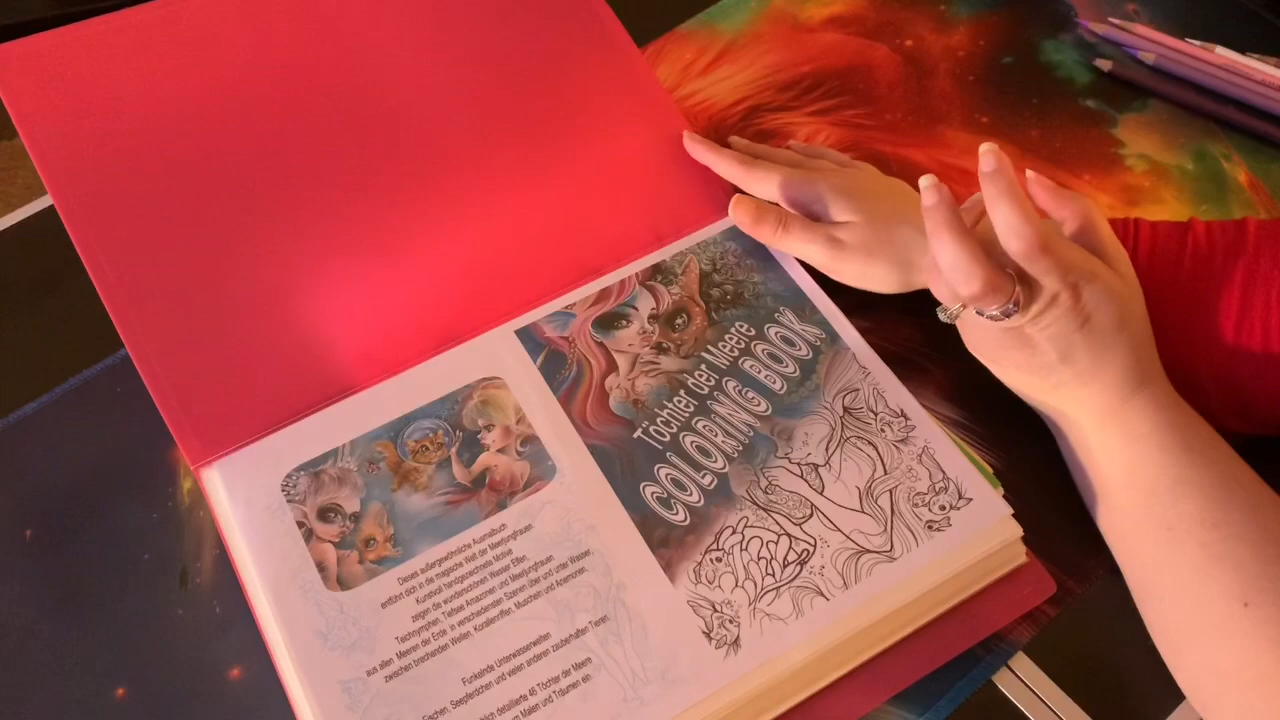 Töchter der Meere
COLORING BOOK
Dieses außergewöhnliche Ausmalbuch
entführt dich in die magische Welt der Meerjungfrauen.
Kunstvoll handgezeichnete Motive
zeigen die wunderschönen Wasser Elfen,
Teichnymphen, Tiefsee Amazonen und Meerjungfrauen
aus allen Meeren der Erde in verschiedensten Szenen über und unter Wasser,
zwischen brechenden Wellen, Korallenriffen, Muscheln und Anemonen.
Funkelnde Unterwasserwelten
Fischen, Seepferdchen und vielen anderen zauberhaften Tieren.
detaillierte 46 Töchter der Meere
Malen und Träumen ein